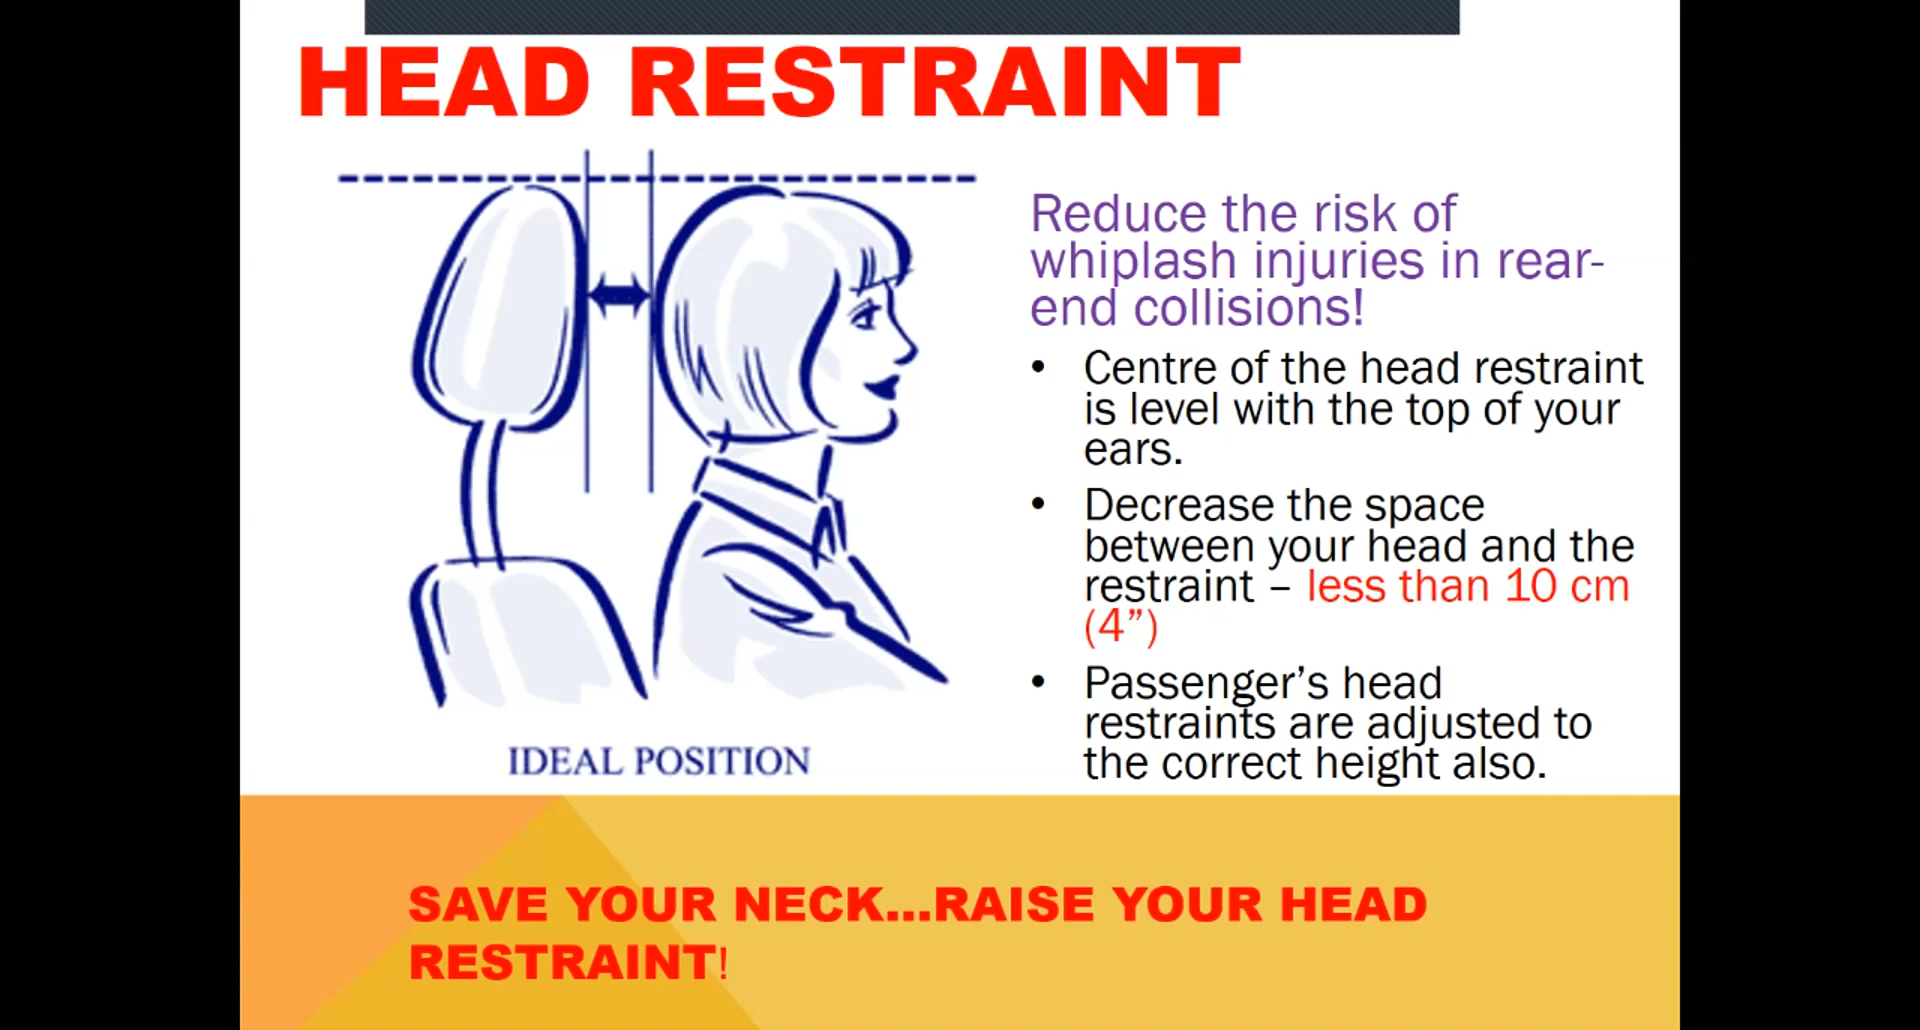 HEAD RESTRAINT
Reduce the risk of
whiplash injuries in rear-
end collisions!
• Centre of the head restraint
is level with the top of your
ears.
• Decrease the space
between your head and the
restraint – less than 10 cm
(4”)
• Passenger’s head
restraints are adjusted to
the correct height also.
IDEAL POSITION
SAVE YOUR NECK...RAISE YOUR HEAD
RESTRAINT!